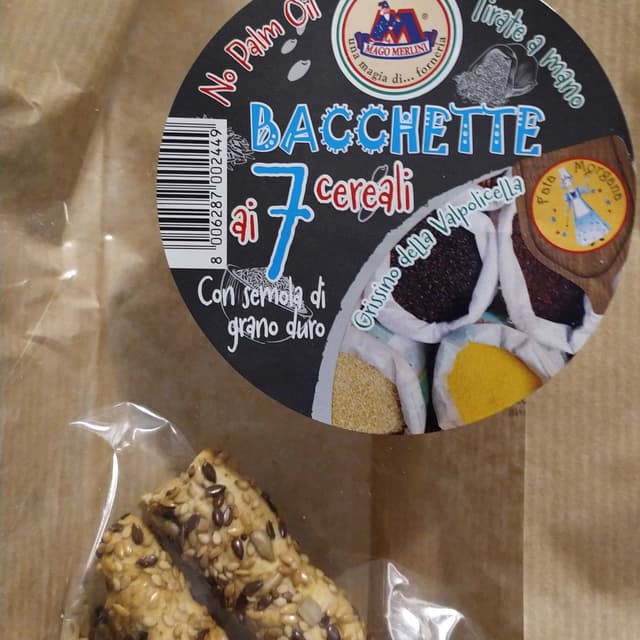 No Palm Oil
MAGO MERLINI
®
una magia di... forneria
Tirate a mano
BACCHETTE
ai 7 cereali
Con semola di
grano duro
Grissino della Valpolicella
Fata Morgana
8 006287 002449